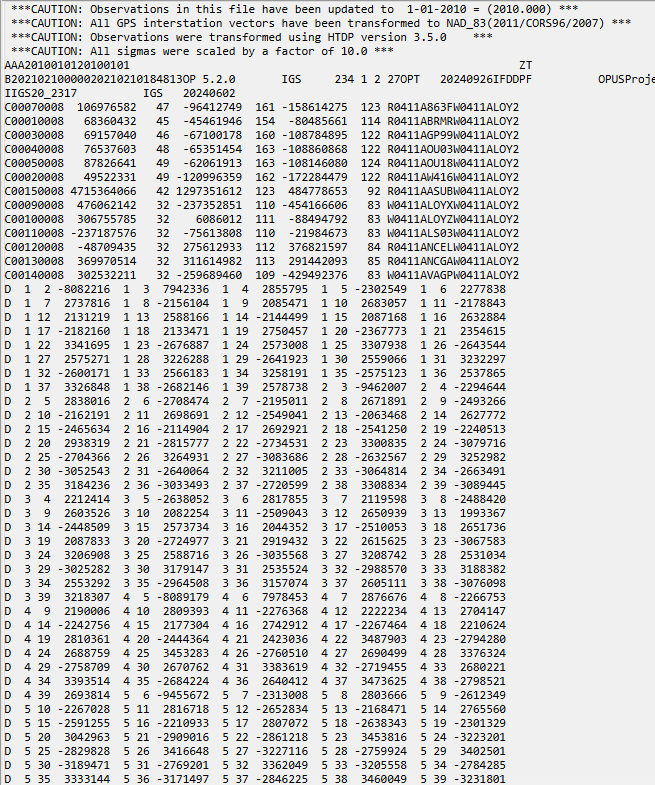 ***CAUTION: Observations in this file have been updated to  1-01-2010 = (2010.000) ***
***CAUTION: All GPS interstation vectors have been transformed to NAD_83(2011/CORS96/2007) ***
***CAUTION: Observations were transformed using HTDP version 3.5.0    ***
***CAUTION: All sigmas were scaled by a factor of 10.0 ***
AAA2010010120100101                                                          ZT
B2021021000002021021018481 3OP 5.2.0       IGS     234 1 2 27OPT   20240926IFDDPF          OPUSProje
IIGS20_2317          IGS   20240602
C00070008  106976582   47   -96412749  161 -158614275  123 R0411A863FW0411ALOY2
C00010008   68360432   45   -45461946  154  -80485661  114 R0411ABRMRW0411ALOY2
C00030008   69157040   46   -67100178  160 -108784895  122 R0411AGP99W0411ALOY2
C00040008   76537603   48   -65351454  163 -108860868  122 R0411AOU03W0411ALOY2
C00050008   87826641   49   -62061913  163 -108146080  124 R0411AOU18W0411ALOY2
C00020008   49522331   49  -120996359  162 -172284479  122 R0411AW416W0411ALOY2
C00150008 4715364066   42  1297351612  123  484778653   92 R0411AASUBW0411ALOY2
C00090008  476062142   32  -237352851  110 -454166606   83 W0411ALOYXW0411ALOY2
C00100008  306755785   32     6086012  111  -88494792   83 W0411ALOYZW0411ALOY2
C00110008 -237187576   32   -75613808  110  -21984673   83 W0411ALS03W0411ALOY2
C00120008  -48709435   32   275612933  112  376821597   84 R0411ANCELW0411ALOY2
C00130008  369970514   32   311614982  113  291442093   85 R0411ANCGAW0411ALOY2
C00140008  302532211   32  -259689460  109 -429492376   83 W0411AVAGPW0411ALOY2
D  1  2 -8082216  1  3  7942336  1  4  2855795  1  5 -2302549  1  6  2277838
D  1  7  2737816  1  8 -2156104  1  9  2085471  1 10  2683057  1 11 -2178843
D  1 12  2131219  1 13  2588166  1 14 -2144499  1 15  2087168  1 16  2632884
D  1 17 -2182160  1 18  2133471  1 19  2750457  1 20 -2367773  1 21  2354615
D  1 22  3341695  1 23 -2676887  1 24  2573008  1 25  3307938  1 26 -2643544
D  1 27  2575271  1 28  3226288  1 29 -2641923  1 30  2559066  1 31  3232297
D  1 32 -2600171  1 33  2566183  1 34  3258191  1 35 -2575123  1 36  2537865
D  1 37  3326848  1 38 -2682146  1 39  2578738  2  3 -9462007  2  4 -2294644
D  2  5  2838016  2  6 -2708474  2  7 -2195011  2  8  2671891  2  9 -2493266
D  2 10 -2162191  2 11  2698691  2 12 -2549041  2 13 -2063468  2 14  2627772
D  2 15 -2465634  2 16 -2114904  2 17  2692921  2 18 -2541250  2 19 -2240513
D  2 20  2938319  2 21 -2815777  2 22 -2734531  2 23  3300835  2 24 -3079716
D  2 25 -2704366  2 26  3264931  2 27 -3083686  2 28 -2632567  2 29  3252982
D  2 30 -3052543  2 31 -2640064  2 32  3211005  2 33 -3064814  2 34 -2663491
D  2 35  3184236  2 36 -3033493  2 37 -2720599  2 38  3308834  2 39 -3089445
D  3  4  2212414  3  5 -2638052  3  6  2817855  3  7  2119598  3  8 -2488420
D  3  9  2603526  3 10  2082254  3 11 -2509043  3 12  2650939  3 13  1993367
D  3 14 -2448509  3 15  2573734  3 16  2044352  3 17 -2510053  3 18  2651736
D  3 19  2087833  3 20 -2724977  3 21  2919432  3 22  2615625  3 23 -3067583
D  3 24  3206908  3 25  2588716  3 26 -3035568  3 27  3208742  3 28  2531034
D  3 29 -3025282  3 30  3179147  3 31  2535524  3 32 -2988570  3 33  3188382
D  3 34  2553292  3 35 -2964508  3 36  3157074  3 37  2605111  3 38 -3076098
D  3 39  3218307  4  5 -8089179  4  6  7978453  4  7  2876676  4  8 -2266753
D  4  9  2190006  4 10  2809393  4 11 -2276368  4 12  2222234  4 13  2704147
D  4 14 -2242756  4 15  2177304  4 16  2742912  4 17 -2267464  4 18  2210624
D  4 19  2810361  4 20 -2444364  4 21  2423036  4 22  3487903  4 23 -2794280
D  4 24  2688759  4 25  3453283  4 26 -2760510  4 27  2690499  4 28  3376324
D  4 29 -2758709  4 30  2670762  4 31  3383619  4 32 -2719455  4 33  2680221
D  4 34  3393514  4 35 -2684224  4 36  2640412  4 37  3473625  4 38 -2798521
D  4 39  2693814  5  6 -9455672  5  7 -2313008  5  8  2803666  5  9 -2612349
D  5 10 -2267028  5 11  2816718  5 12 -2652834  5 13 -2168471  5 14  2765560
D  5 15 -2591255  5 16 -2210933  5 17  2807072  5 18 -2638343  5 19 -2301329
D  5 20  3042963  5 21 -2909016  5 22 -2861218  5 23  3453816  5 24 -3223201
D  5 25 -2829828  5 26  3416648  5 27 -3227116  5 28 -2759924  5 29  3402501
D  5 30 -3189471  5 31 -2769201  5 32  3362049  5 33 -3205558  5 34 -2784285
D  5 35  3333144  5 36 -3171497  5 37 -2846225  5 38  3460049  5 39 -3231801